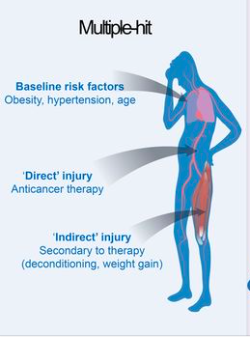 Multiple-hit
Baseline risk factors
Obesity, hypertension, age
‘Direct’ injury
Anticancer therapy
‘Indirect’ injury
Secondary to therapy
(deconditioning, weight gain)